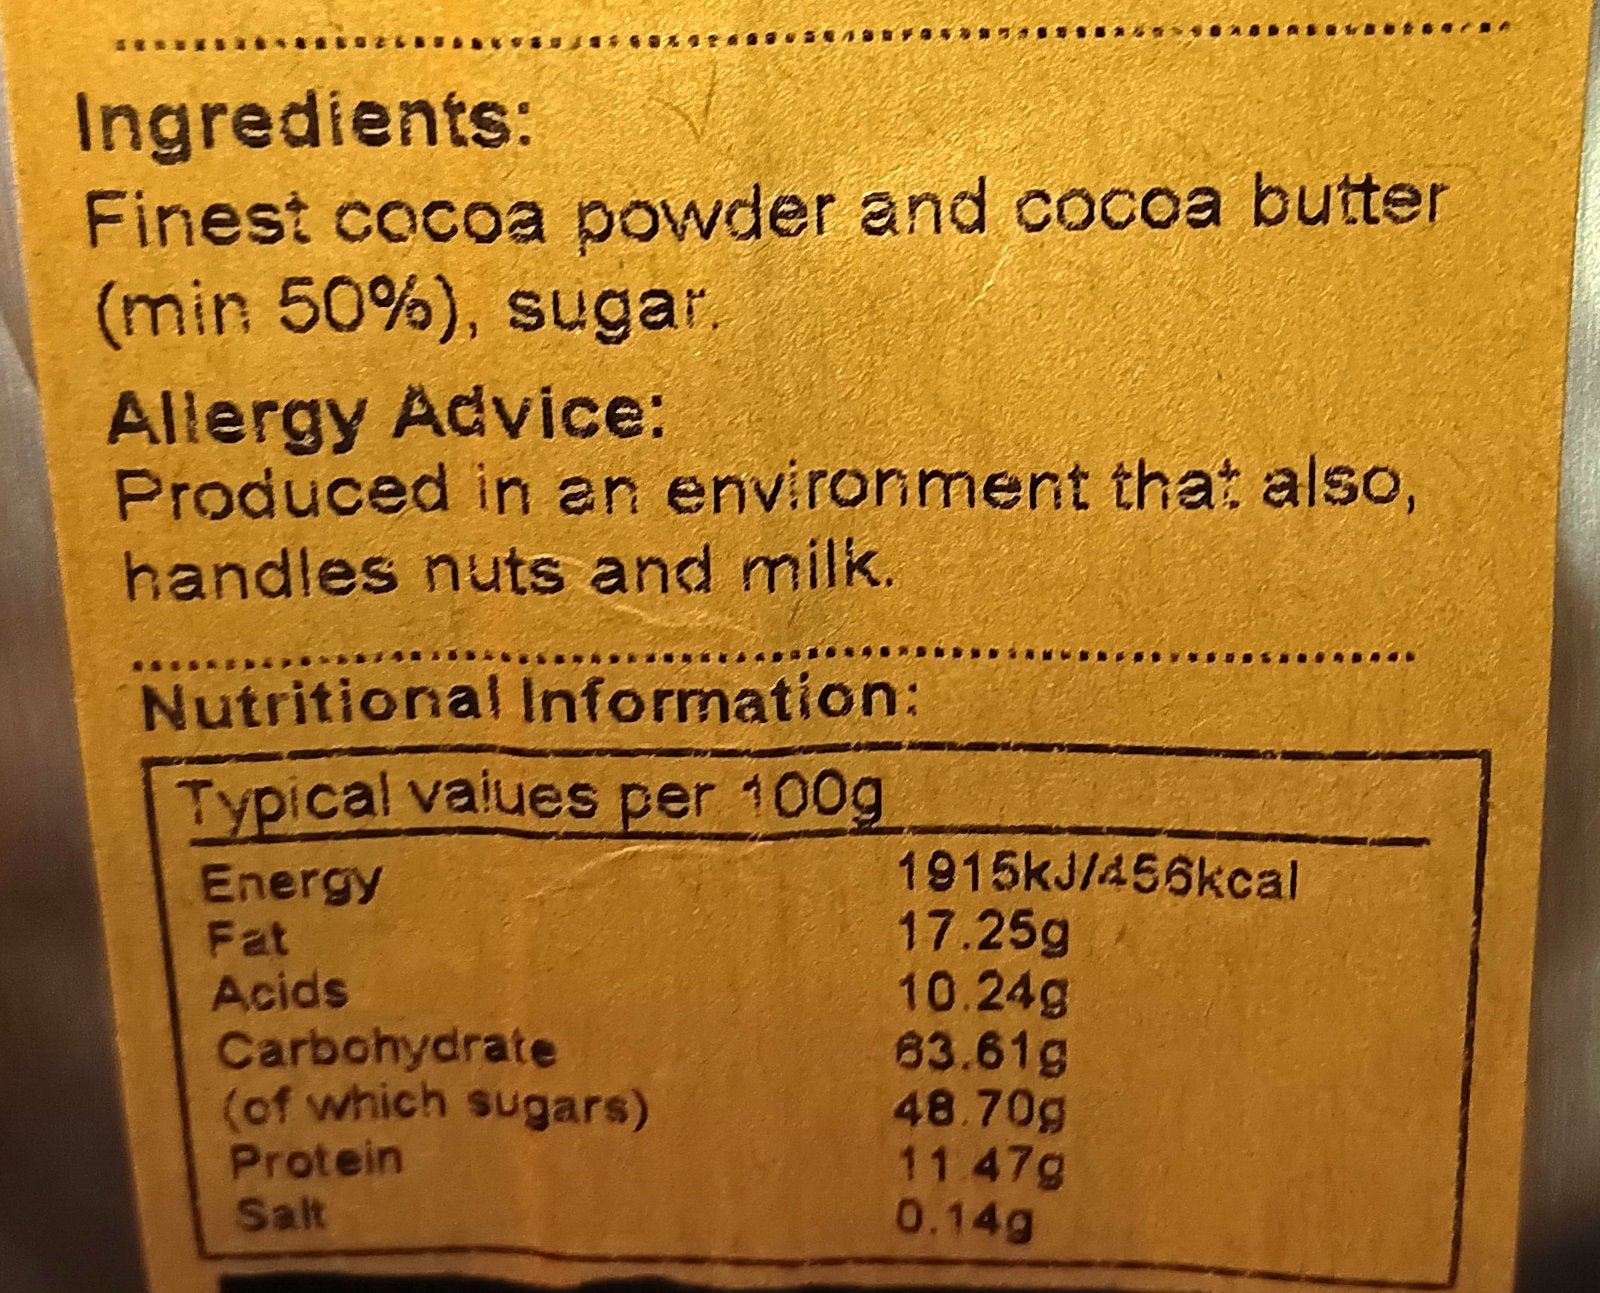 Ingredients:
Finest cocoa powder and cocoa butter
(min 50%), sugar.
Allergy Advice:
Produced in an environment that also,
handles nuts and milk.
Nutritional Information:
Typical values per 100g
Energy 1915kJ/456kcal
Fat 17.25g
Acids 10.24g
Carbohydrate 63.61g
(of which sugars) 48.70g
Protein 11.47g
Salt 0.14g